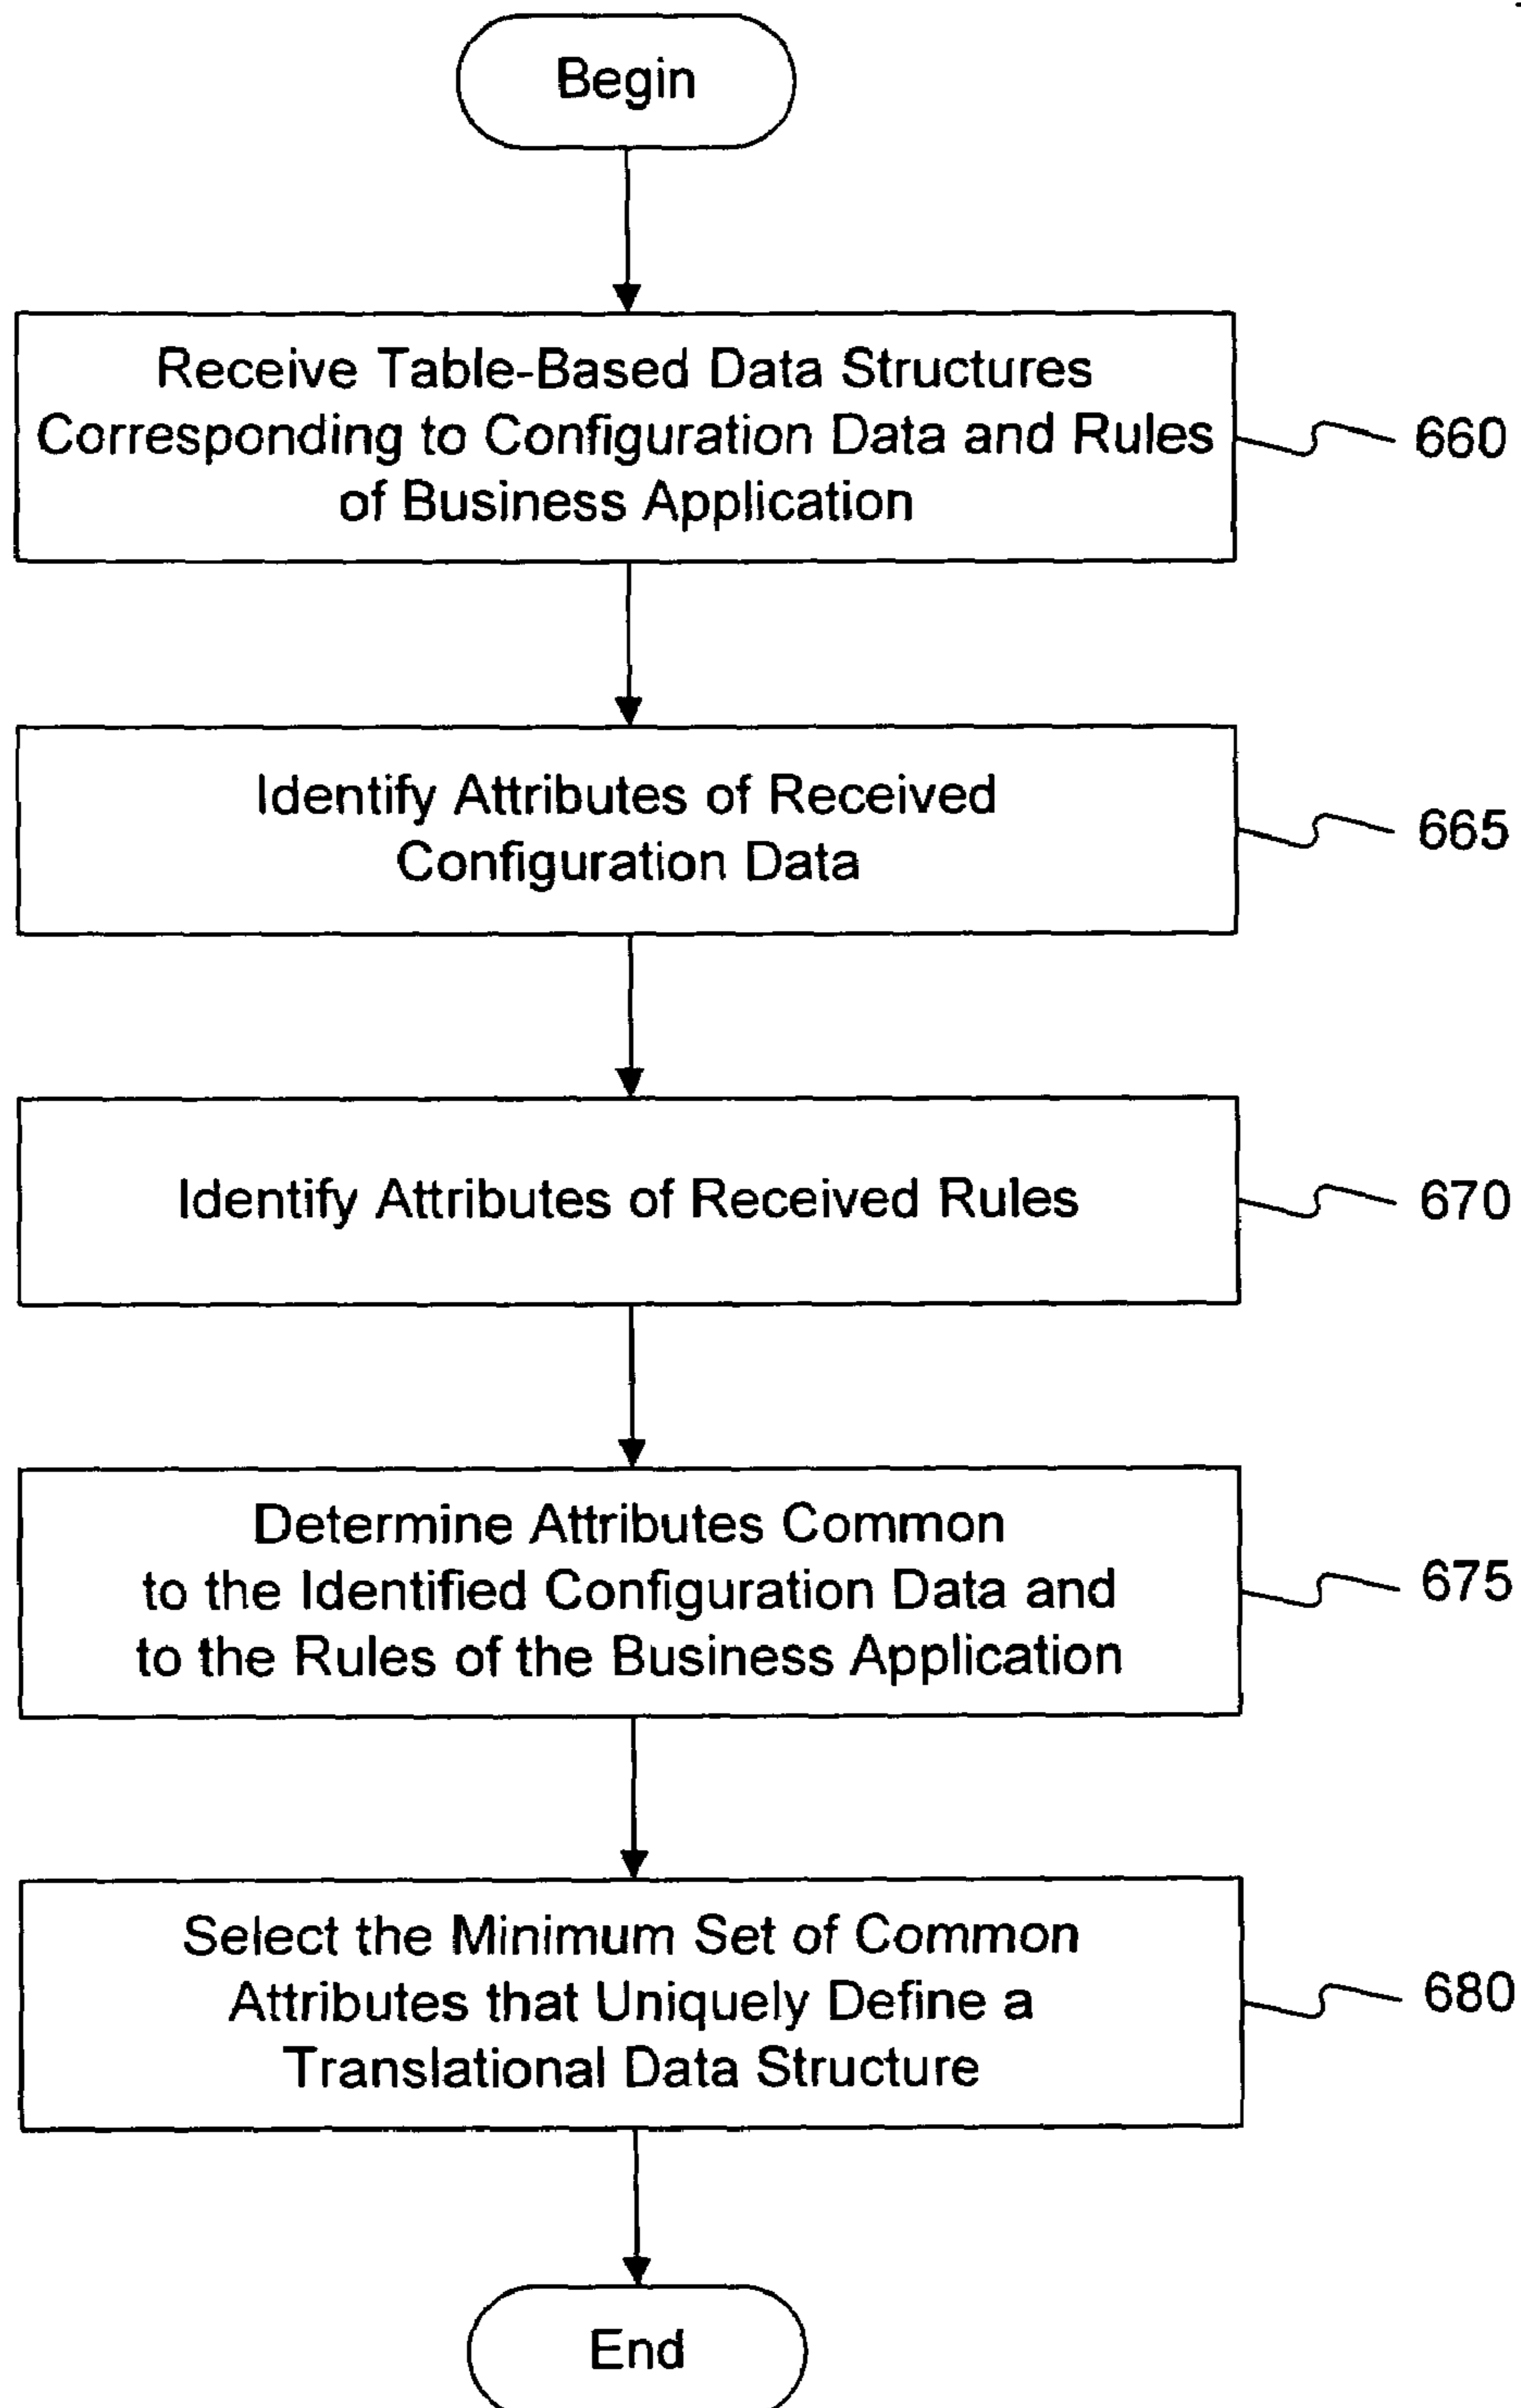 Begin
Receive Table-Based Data Structures
Corresponding to Configuration Data and Rules
of Business Application
660
Identify Attributes of Received
Configuration Data
665
Identify Attributes of Received Rules
670
Determine Attributes Common
to the Identified Configuration Data and
to the Rules of the Business Application
675
Select the Minimum Set of Common
Attributes that Uniquely Define a
Translational Data Structure
680
End